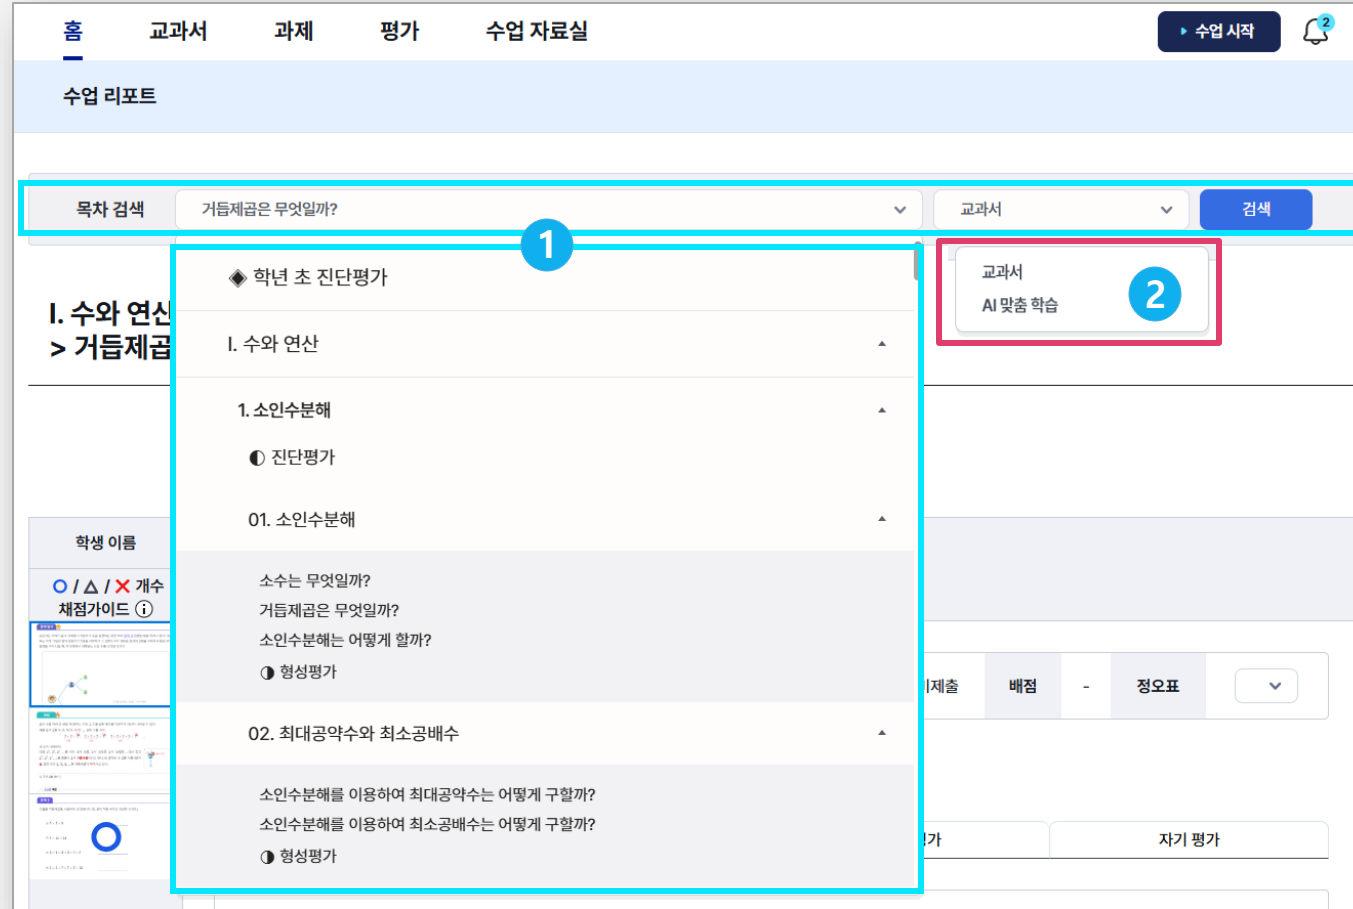 홈 교과서 과제 평가 수업 자료실 수업 시작 2
수업 리포트
목차 검색 거듭제곱은 무엇일까? 교과서 검색
1
◈ 학년 초 진단평가
교과서
AI 맞춤 학습
2
I. 수와 연산
> 거듭제곱
I. 수와 연산
1. 소인수분해
진단평가
01. 소인수분해
소수는 무엇일까?
거듭제곱은 무엇일까?
소인수분해는 어떻게 할까?
형성평가
02. 최대공약수와 최소공배수
소인수분해를 이용하여 최대공약수는 어떻게 구할까?
소인수분해를 이용하여 최소공배수는 어떻게 구할까?
형성평가
학생 이름
O / △ / X 개수
채점가이드 ⓘ
제출 배점 - 정오표
가 자기 평가